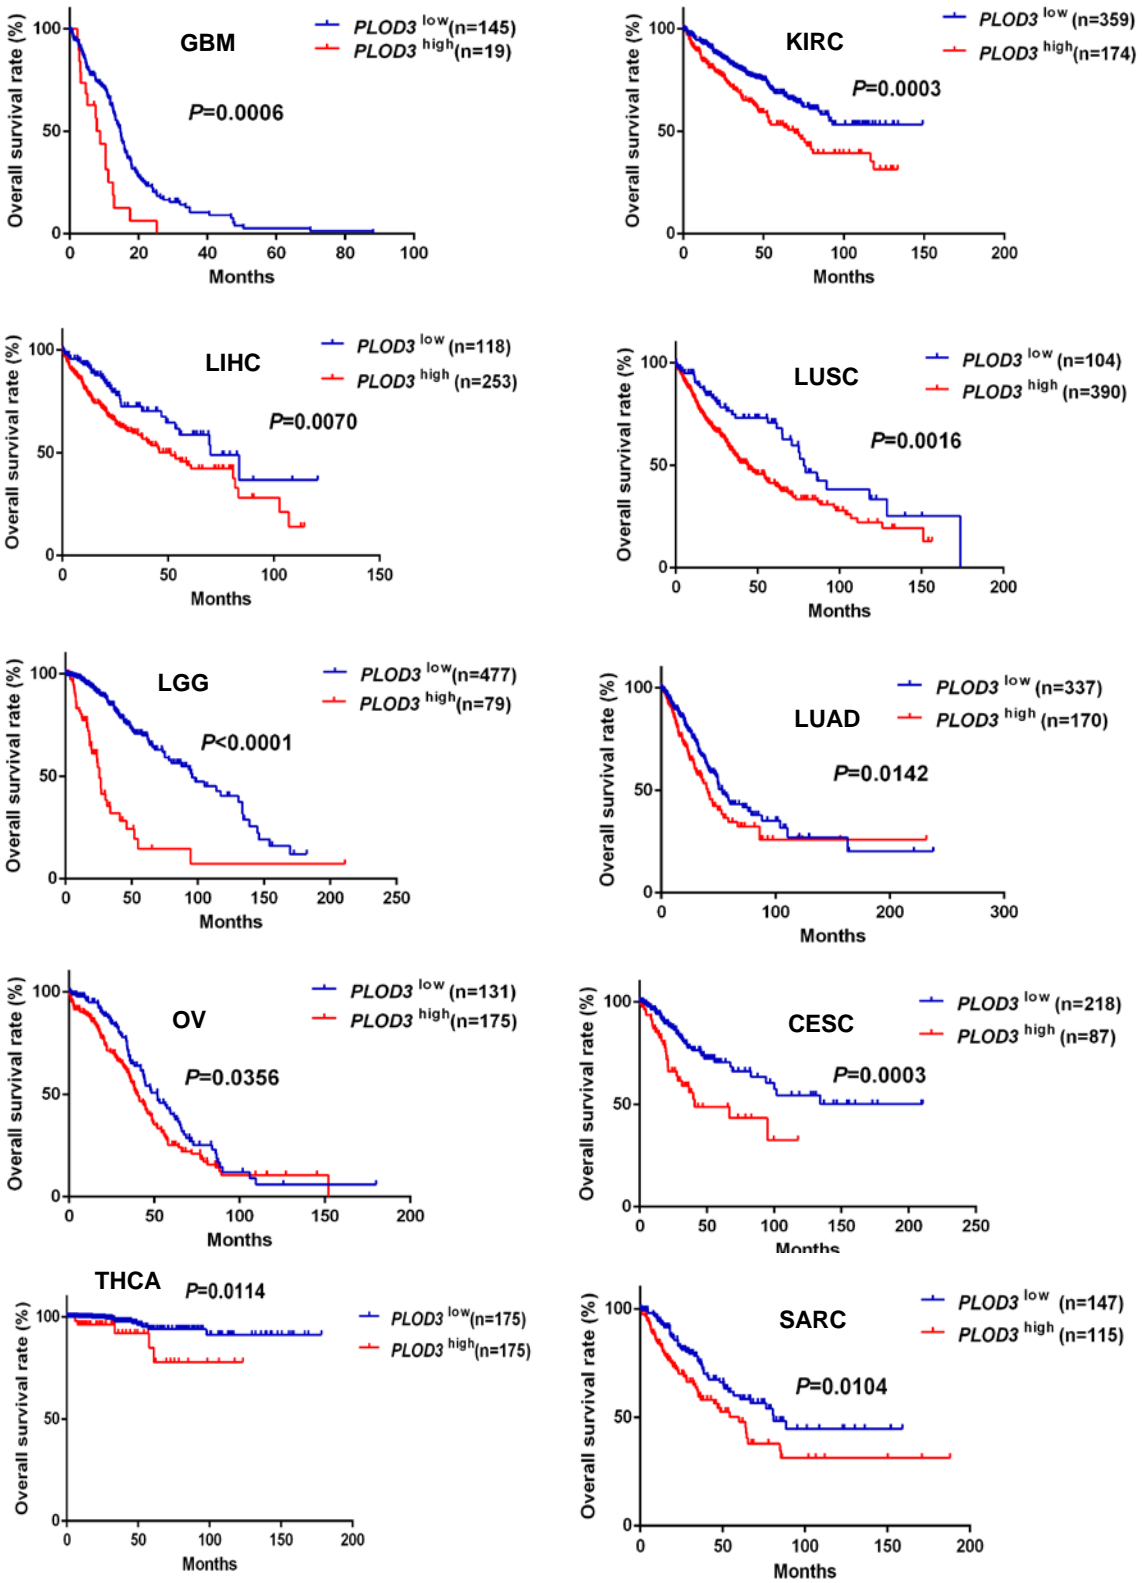 GBM
PLOD3 low (n=145)
PLOD3 high (n=19)
P=0.0006
Overall survival rate (%)
100
50
0
0 20 40 60 80 100
Months
KIRC
PLOD3 low (n=359)
PLOD3 high (n=174)
P=0.0003
Overall survival rate (%)
100
50
0
0 50 100 150 200
Months
LIHC
PLOD3 low (n=118)
PLOD3 high (n=253)
P=0.0070
Overall survival rate (%)
100
50
0
0 50 100 150
Months
LUSC
PLOD3 low (n=104)
PLOD3 high (n=390)
P=0.0016
Overall survival rate (%)
100
50
0
0 50 100 150 200
Months
LGG
PLOD3 low (n=477)
PLOD3 high (n=79)
P<0.0001
Overall survival rate (%)
100
50
0
0 50 100 150 200 250
Months
LUAD
PLOD3 low (n=337)
PLOD3 high (n=170)
P=0.0142
Overall survival rate (%)
100
50
0
0 100 200 300
Months
OV
PLOD3 low (n=131)
PLOD3 high (n=175)
P=0.0356
Overall survival rate (%)
100
50
0
0 50 100 150 200
Months
CESC
PLOD3 low (n=218)
PLOD3 high (n=87)
P=0.0003
Overall survival rate (%)
100
50
0
0 50 100 150 200 250
Months
THCA
P=0.0114
PLOD3 low (n=175)
PLOD3 high (n=175)
Overall survival rate (%)
100
50
0
0 50 100 150 200
Months
SARC
PLOD3 low (n=147)
PLOD3 high (n=115)
P=0.0104
Overall survival rate (%)
100
50
0
0 50 100 150 200
Months